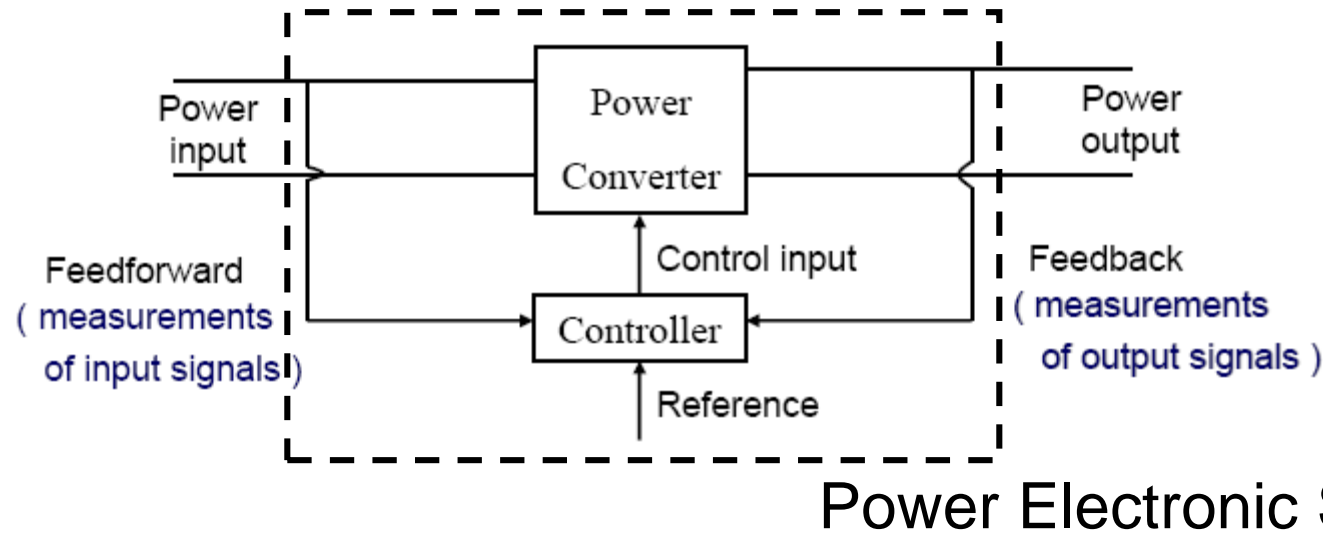 Power
input
Power
Converter
Power
output
Feedforward
( measurements
of input signals )
Control input
Controller
Reference
Feedback
( measurements
of output signals )
Power Electronic S